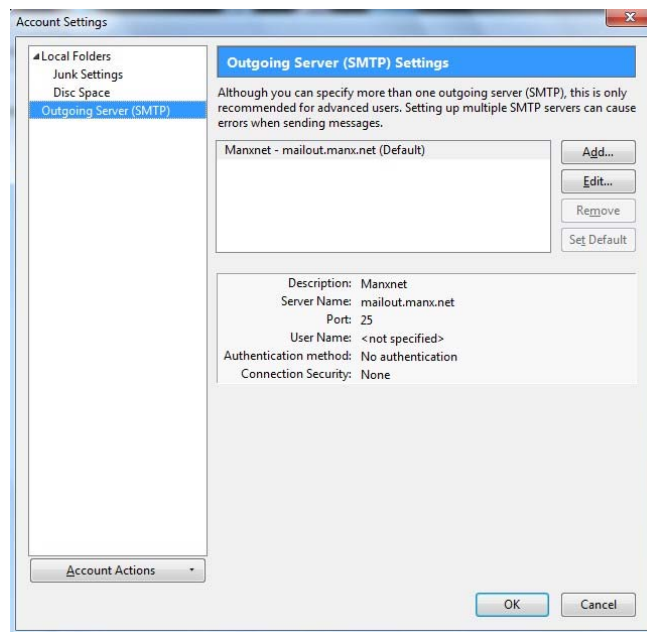 Account Settings
Local Folders
Junk Settings
Disc Space
Outgoing Server (SMTP)
Account Actions
Outgoing Server (SMTP) Settings
Although you can specify more than one outgoing server (SMTP), this is only
recommended for advanced users. Setting up multiple SMTP servers can cause
errors when sending messages.
Manxnet - mailout.manx.net (Default)
Add...
Edit...
Remove
Set Default
Description: Manxnet
Server Name: mailout.manx.net
Port: 25
User Name: <not specified>
Authentication method: No authentication
Connection Security: None
OK
Cancel